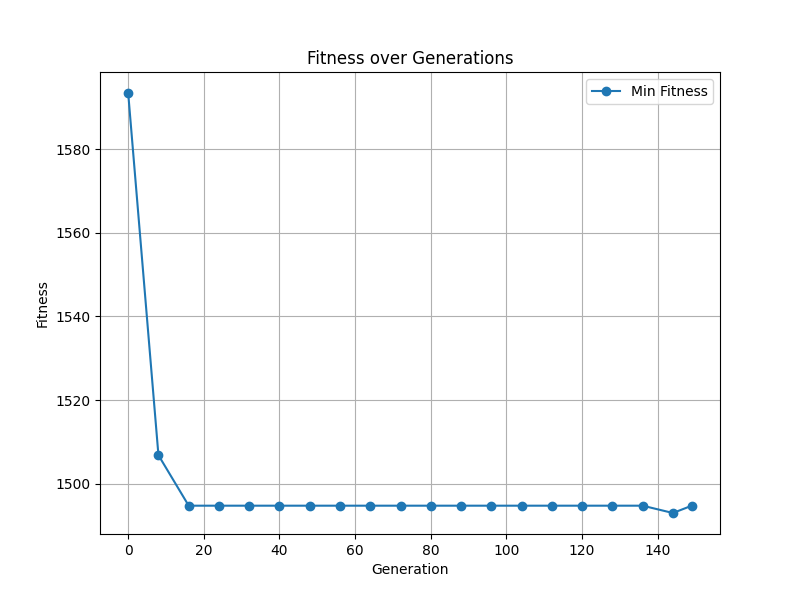 Fitness over Generations
Min Fitness
Fitness
1580
1560
1540
1520
1500
0 20 40 60 80 100 120 140
Generation